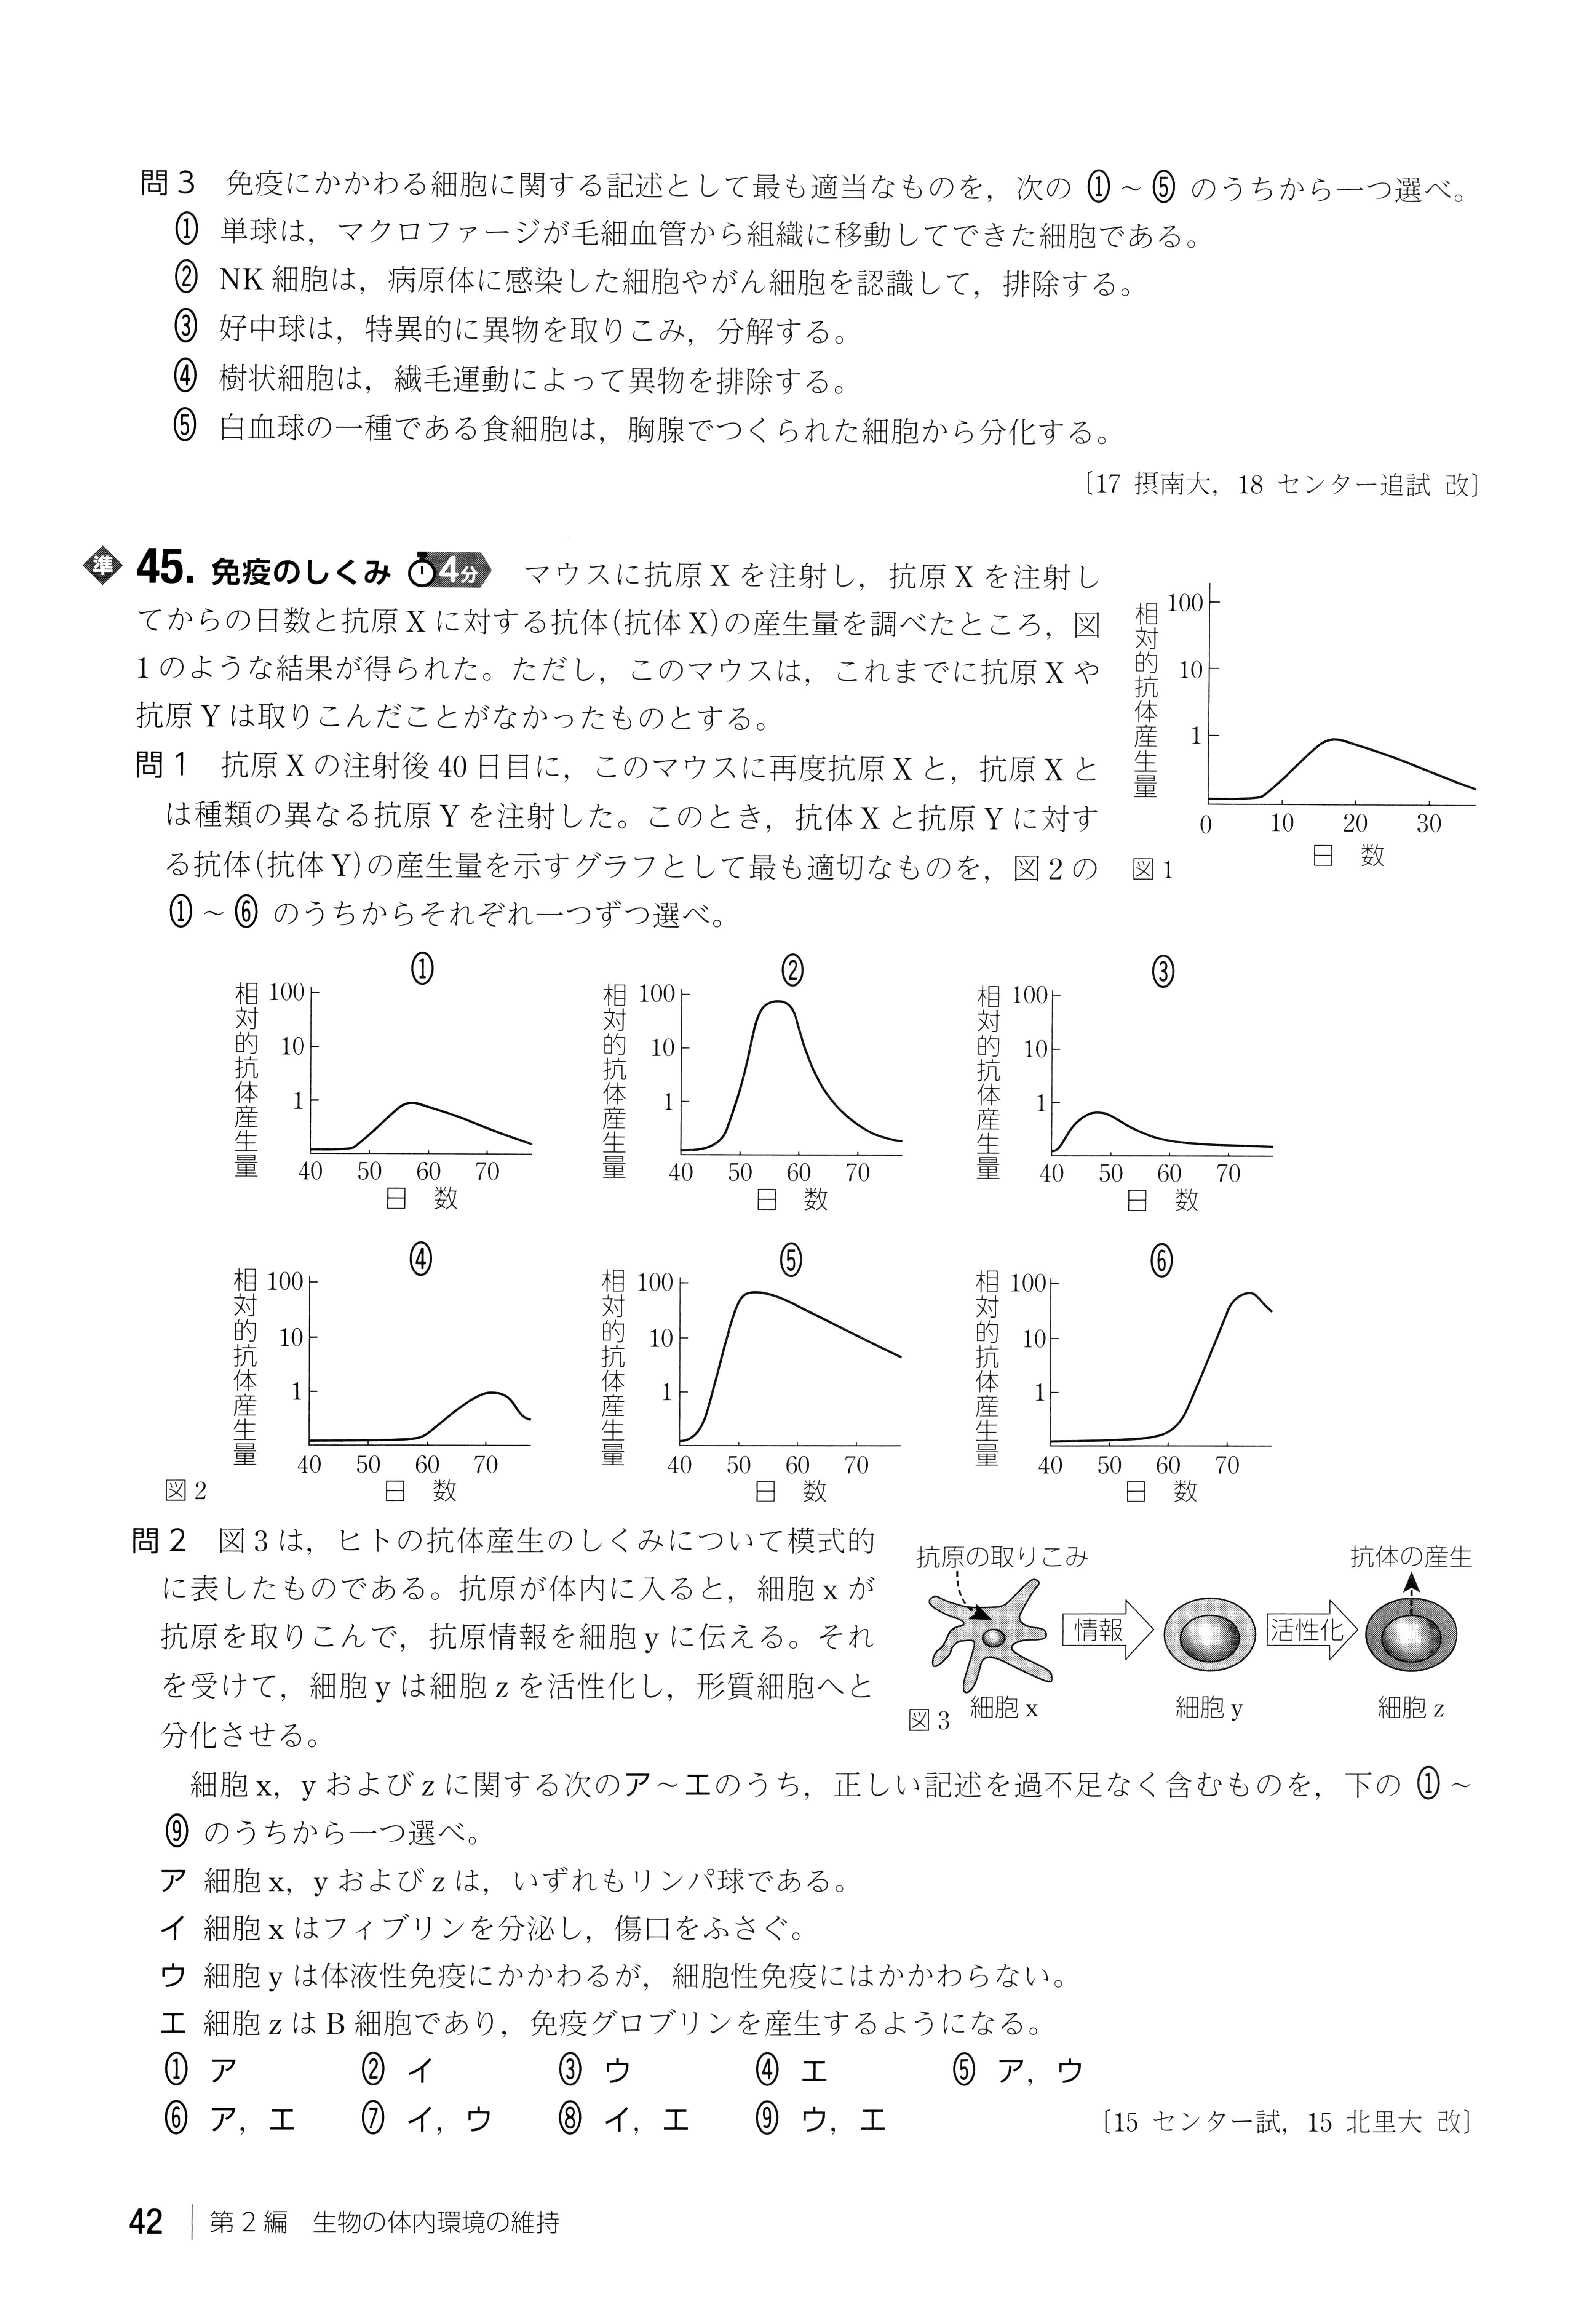 問3　免疫にかかわる細胞に関する記述として最も適当なものを，次の ①～⑤ のうちから一つ選べ。
① 単球は，マクロファージが毛細血管から組織に移動してできた細胞である。
② NK細胞は，病原体に感染した細胞やがん細胞を認識して，排除する。
③ 好中球は，特異的に異物を取りこみ，分解する。
④ 樹状細胞は，繊毛運動によって異物を排除する。
⑤ 白血球の一種である食細胞は，胸腺でつくられた細胞から分化する。
〔17 摂南大，18 センター追試 改〕
準 45. 免疫のしくみ 4分　マウスに抗原Xを注射し，抗原Xを注射し
てからの日数と抗原Xに対する抗体(抗体X)の産生量を調べたところ，図
1のような結果が得られた。ただし，このマウスは，これまでに抗原Xや
抗原Yは取りこんだことがなかったものとする。
問1　抗原Xの注射後40日目に，このマウスに再度抗原Xと，抗原Xと
は種類の異なる抗原Yを注射した。このとき，抗体Xと抗原Yに対す
る抗体(抗体Y)の産生量を示すグラフとして最も適切なものを，図2の
①～⑥ のうちからそれぞれ一つずつ選べ。
相対的抗体産生量
100
10
1
0 10 20 30
日　数
図1
①
相対的抗体産生量
100
10
1
40 50 60 70
日　数
②
相対的抗体産生量
100
10
1
40 50 60 70
日　数
③
相対的抗体産生量
100
10
1
40 50 60 70
日　数
④
相対的抗体産生量
100
10
1
40 50 60 70
日　数
⑤
相対的抗体産生量
100
10
1
40 50 60 70
日　数
⑥
相対的抗体産生量
100
10
1
40 50 60 70
日　数
図2
問2　図3は，ヒトの抗体産生のしくみについて模式的
に表したものである。抗原が体内に入ると，細胞xが
抗原を取りこんで，抗原情報を細胞yに伝える。それ
を受けて，細胞yは細胞zを活性化し，形質細胞へと
分化させる。
抗原の取りこみ
抗体の産生
情報
活性化
細胞x
細胞y
細胞z
図3
細胞x，yおよびzに関する次のア～エのうち，正しい記述を過不足なく含むものを，下の ①～
⑨ のうちから一つ選べ。
ア 細胞x，yおよびzは，いずれもリンパ球である。
イ 細胞xはフィブリンを分泌し，傷口をふさぐ。
ウ 細胞yは体液性免疫にかかわるが，細胞性免疫にはかかわらない。
エ 細胞zはB細胞であり，免疫グロブリンを産生するようになる。
① ア　② イ　③ ウ　④ エ　⑤ ア，ウ
⑥ ア，エ　⑦ イ，ウ　⑧ イ，エ　⑨ ウ，エ
〔15 センター試，15 北里大 改〕
42 第2編　生物の体内環境の維持